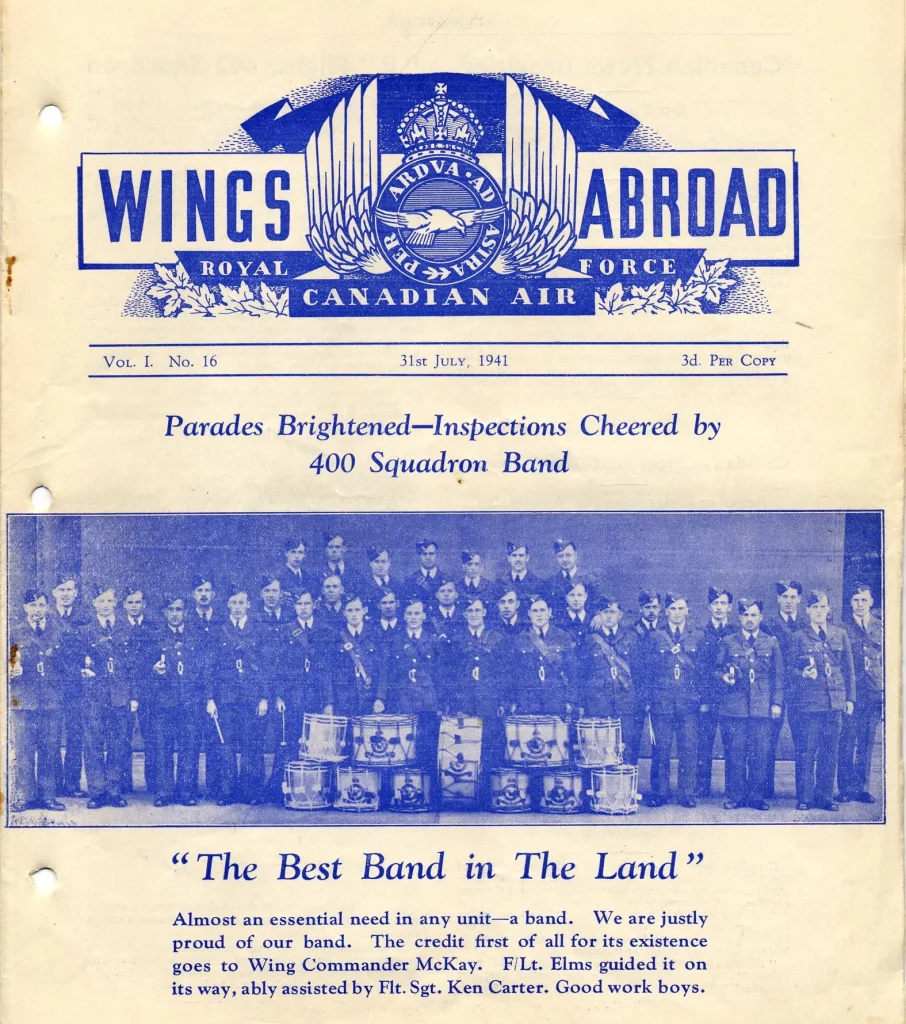 WINGS ABROAD
PER · ARDVA · AD ASTRA
ROYAL FORCE
CANADIAN AIR
Vol. I. No. 16 31st July, 1941 3d. Per Copy
Parades Brightened—Inspections Cheered by
400 Squadron Band
"The Best Band in The Land"
Almost an essential need in any unit—a band. We are justly
proud of our band. The credit first of all for its existence
goes to Wing Commander McKay. F/Lt. Elms guided it on
its way, ably assisted by Flt. Sgt. Ken Carter. Good work boys.